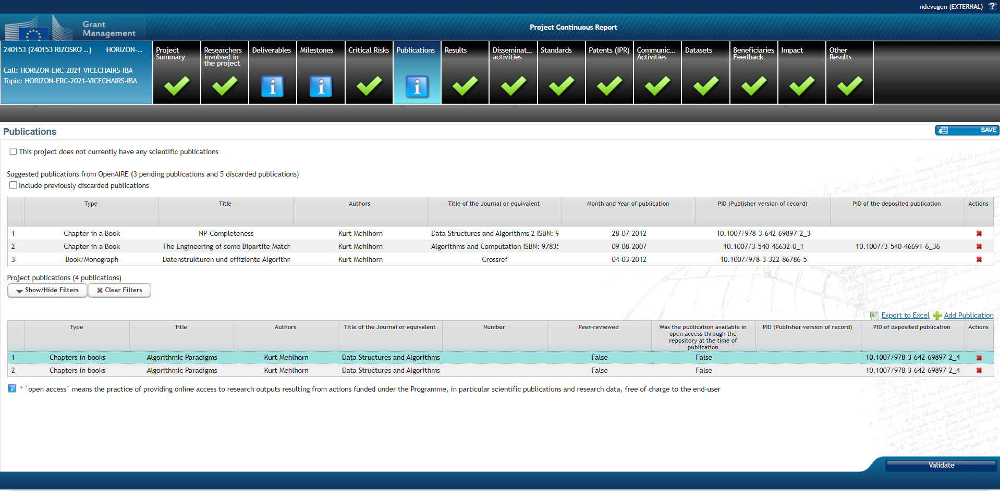 ndevugen (EXTERNAL) ?
Grant
Management
Project Continuous Report
240153 (240153 RIZOSKO ..) HORIZON-..
Call: HORIZON-ERC-2021-VICECHAIRS-IBA
Topic: HORIZON-ERC-2021-VICECHAIRS-IBA
Project
Summary
Researchers
involved in
the project
Deliverables
Milestones
Critical Risks
Publications
Results
Disseminat...
activities
Standards
Patents (IPR)
Communic...
Activities
Datasets
Beneficiaries
Feedback
Impact
Other
Results
Publications
SAVE
This project does not currently have any scientific publications
Suggested publications from OpenAIRE (3 pending publications and 5 discarded publications)
Include previously discarded publications
Type Title Authors Title of the Journal or equivalent Month and Year of publication PID (Publisher version of record) PID of the deposited publication Actions
1 Chapter in a Book NP-Completeness Kurt Mehlhorn Data Structures and Algorithms 2 ISBN: 9 28-07-2012 10.1007/978-3-642-69897-2_3
2 Chapter in a Book The Engineering of some Bipartite Match Kurt Mehlhorn Algorithms and Computation ISBN: 97835 09-08-2007 10.1007/3-540-46632-0_1 10.1007/3-540-46691-6_36
3 Book/Monograph Datenstrukturen und effiziente Algorithm Kurt Mehlhorn Crossref 04-03-2012 10.1007/978-3-322-86786-5
Project publications (4 publications)
Show/Hide Filters Clear Filters
Export to Excel Add Publication
Type Title Authors Title of the Journal or equivalent Number Peer-reviewed Was the publication available in PID (Publisher version of record) PID of deposited publication Actions
open access through the
repository at the time of
publication
1 Chapters in books Algorithmic Paradigms Kurt Mehlhorn Data Structures and Algorithms False False 10.1007/978-3-642-69897-2_4
2 Chapters in books Algorithmic Paradigms Kurt Mehlhorn Data Structures and Algorithms False False 10.1007/978-3-642-69897-2_4
* `open access` means the practice of providing online access to research outputs resulting from actions funded under the Programme, in particular scientific publications and research data, free of charge to the end-user
Validate